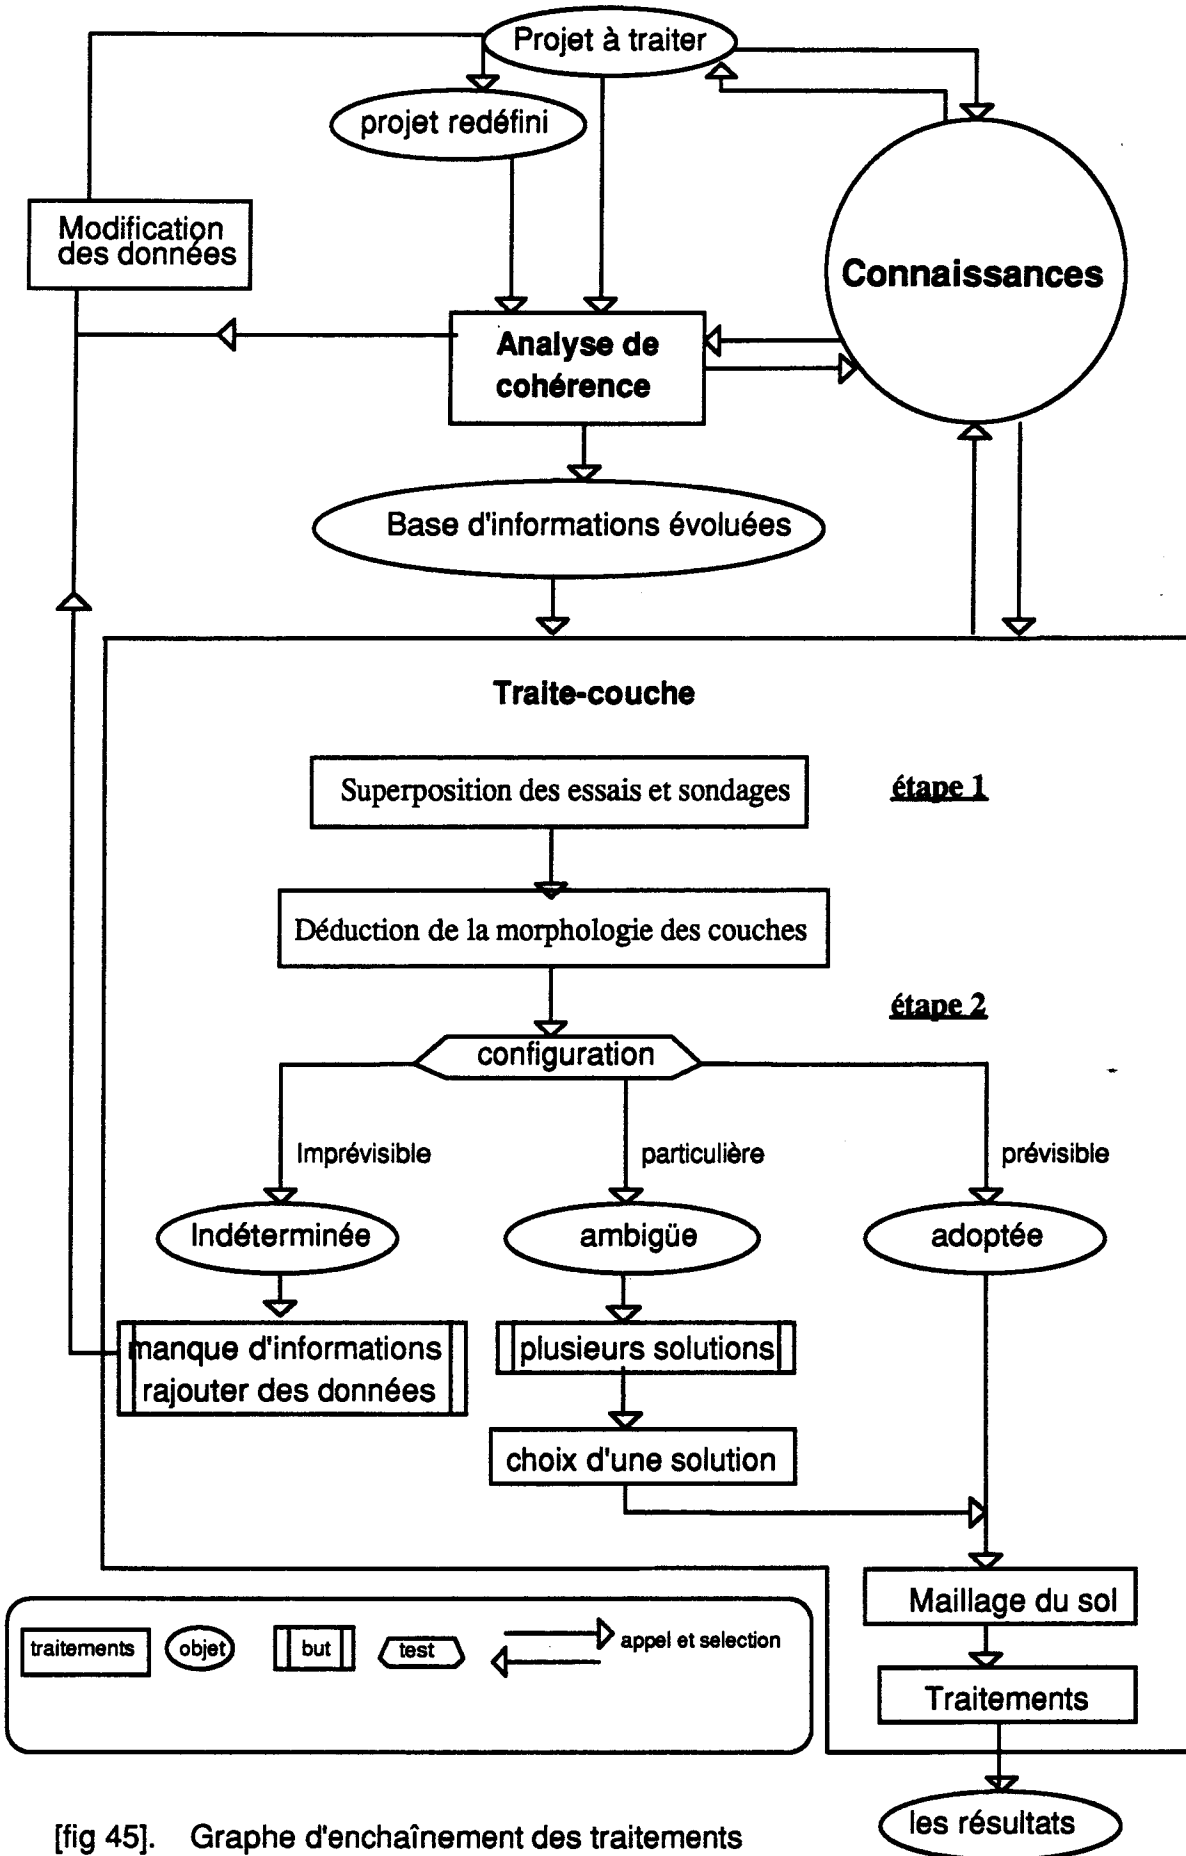 Projet à traiter
projet redéfini
Modification
des données
Connaissances
Analyse de
cohérence
Base d'informations évoluées
Traite-couche
Superposition des essais et sondages
étape 1
Déduction de la morphologie des couches
étape 2
configuration
Imprévisible
particulière
prévisible
Indéterminée
ambigüe
adoptée
manque d'informations
rajouter des données
plusieurs solutions
choix d'une solution
Maillage du sol
traitements
objet
but
test
appel et selection
Traitements
les résultats
[fig 45]. Graphe d'enchaînement des traitements